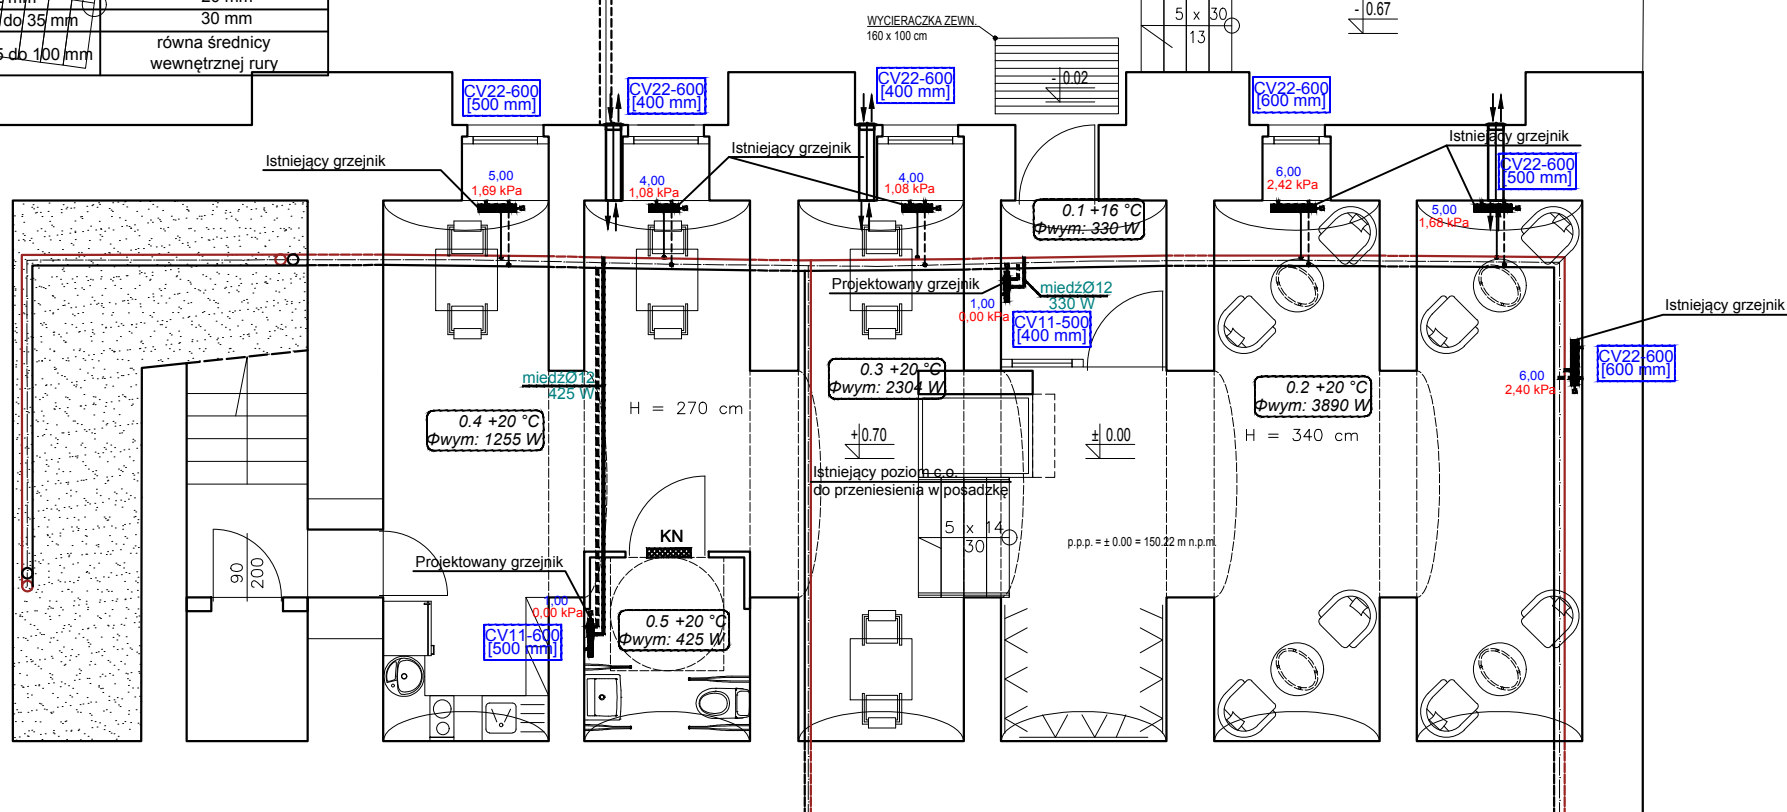 do 35 mm
30 mm
do 100 mm
równa średnicy
wewnętrznej rury
WYCIERACZKA ZEWN.
160 x 100 cm
- 0.02
5 x 30
13
- 0.67
CV22-600
[500 mm]
CV22-600
[400 mm]
CV22-600
[400 mm]
CV22-600
[600 mm]
Istniejący grzejnik
Istniejący grzejnik
Istniejący grzejnik
CV22-600
[500 mm]
5,00
1,69 kPa
4,00
1,08 kPa
4,00
1,08 kPa
6,00
2,42 kPa
5,00
1,68 kPa
0.1 +16 °C
Φwym: 330 W
Projektowany grzejnik
miedźØ12
330 W
1,00
0,00 kPa
CV11-500
[400 mm]
Istniejący grzejnik
CV22-600
[600 mm]
6,00
2,40 kPa
miedźØ12
425 W
0.3 +20 °C
Φwym: 2304 W
0.2 +20 °C
Φwym: 3890 W
H = 270 cm
0.4 +20 °C
Φwym: 1255 W
+0.70
± 0.00
H = 340 cm
Istniejący poziom c.o.
do przeniesienia w posadzkę
5 x 14
30
p.p.p. = ± 0.00 = 150.22 m n.p.m.
KN
Projektowany grzejnik
90
200
1,00
0,00 kPa
CV11-600
[500 mm]
0.5 +20 °C
Φwym: 425 W